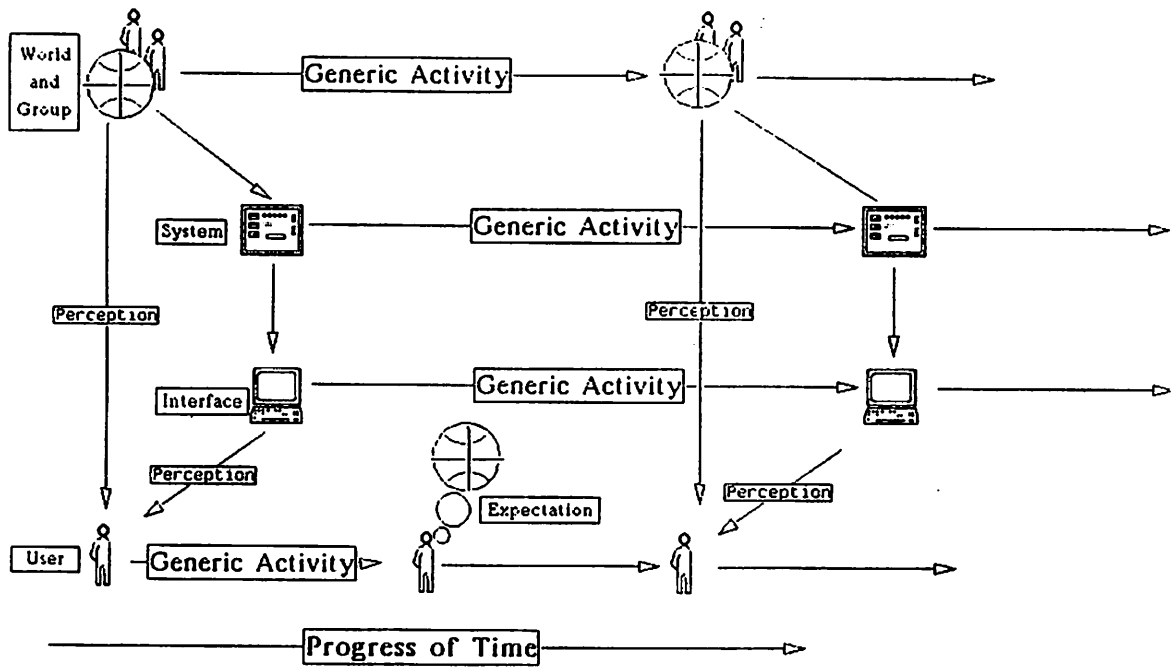 World
and
Group
Generic Activity
System
Generic Activity
Perception
Perception
Interface
Generic Activity
Perception
Perception
Expectation
User
Generic Activity
Progress of Time